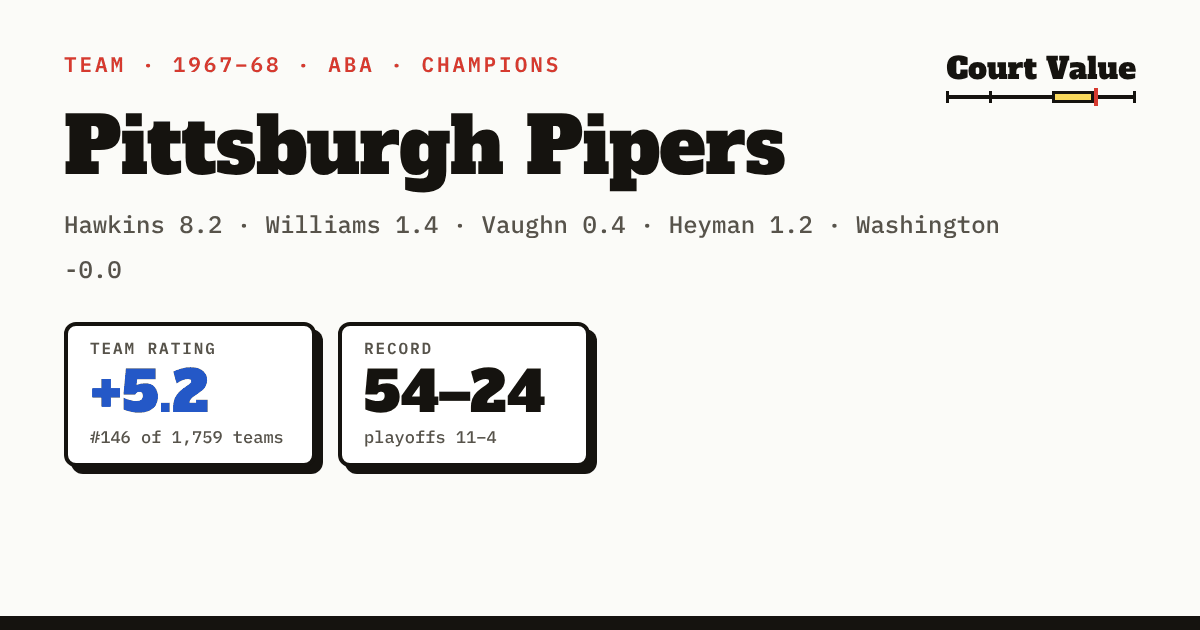 TEAM · 1967–68 · ABA · CHAMPIONS
Court Value
Pittsburgh Pipers
Hawkins 8.2 · Williams 1.4 · Vaughn 0.4 · Heyman 1.2 · Washington
-0.0
TEAM RATING
+5.2
#146 of 1,759 teams
RECORD
54–24
playoffs 11–4